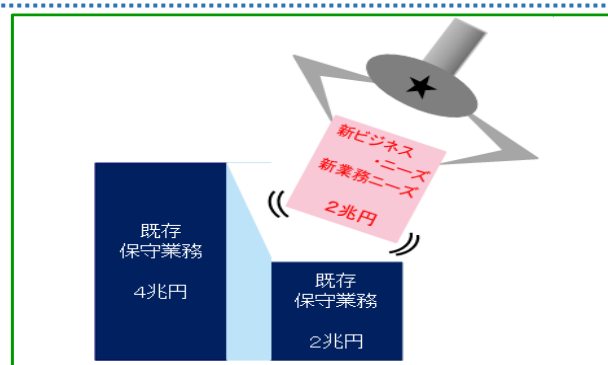 新ビジネス
・ニーズ
新業務ニーズ
2兆円
既存
保守業務
4兆円
既存
保守業務
2兆円